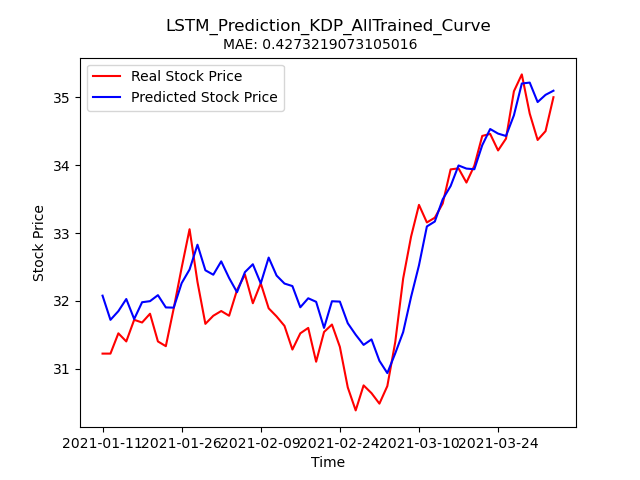 LSTM_Prediction_KDP_AllTrained_Curve
MAE: 0.4273219073105016
Real Stock Price
Predicted Stock Price
35
34
33
32
31
Stock Price
2021-01-11 2021-01-26 2021-02-09 2021-02-24 2021-03-10 2021-03-24
Time